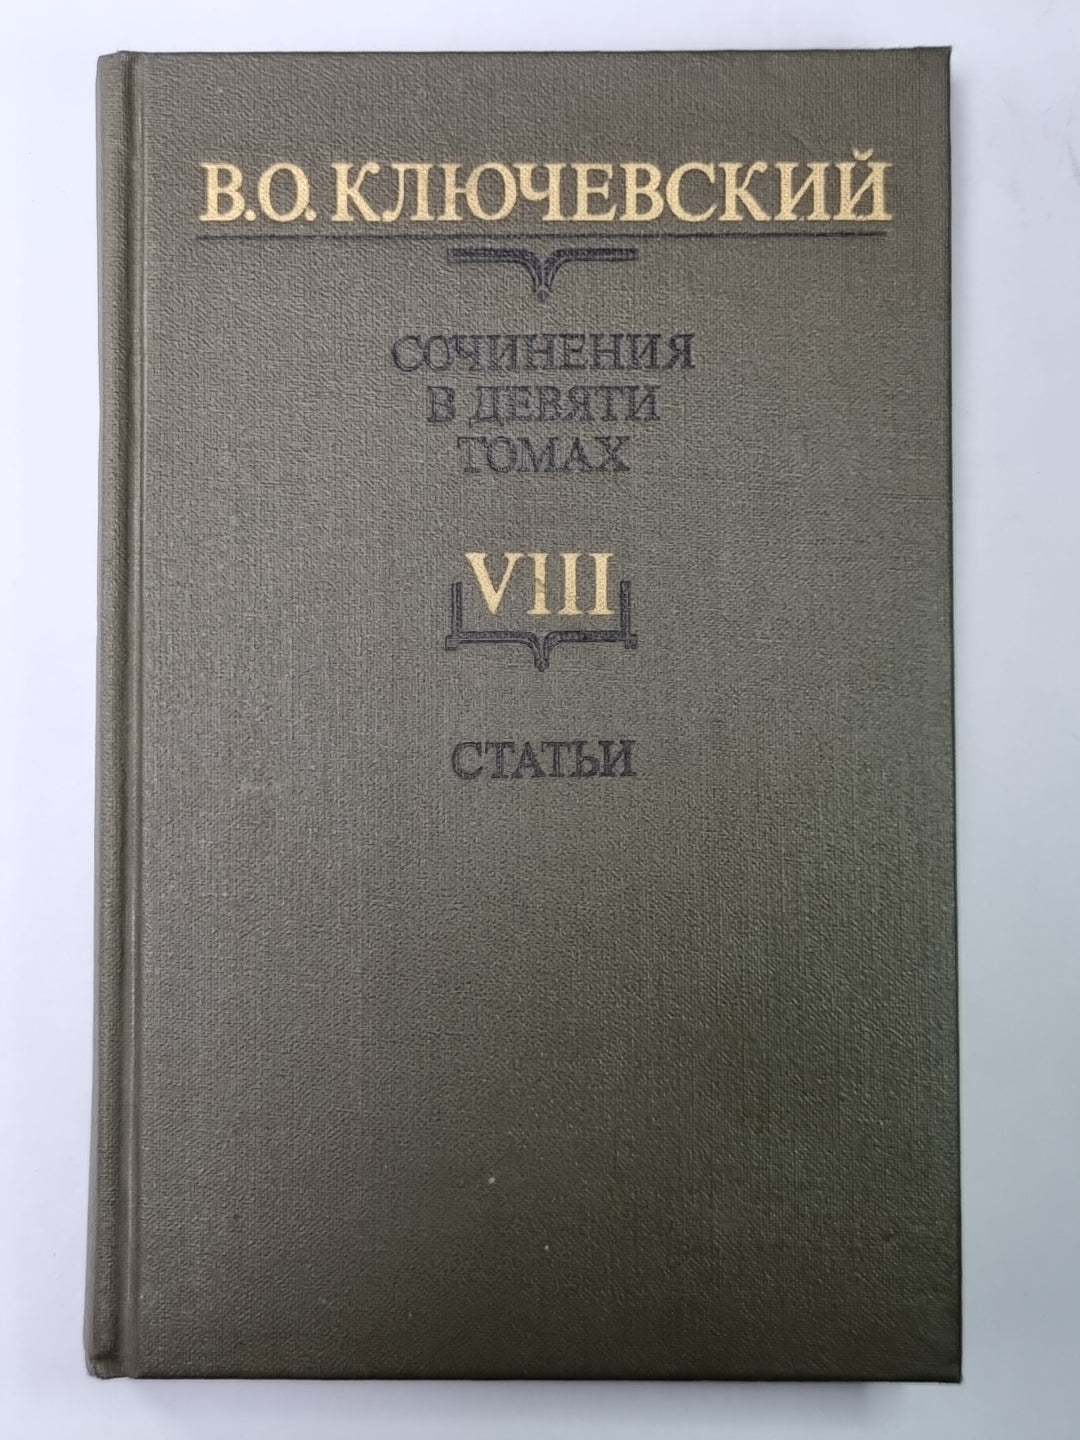 В.О.КЛЮЧЕВСКИЙ
СОЧИНЕНИЯ
В ДЕВЯТИ
ТОМАХ
VIII
СТАТЬИ